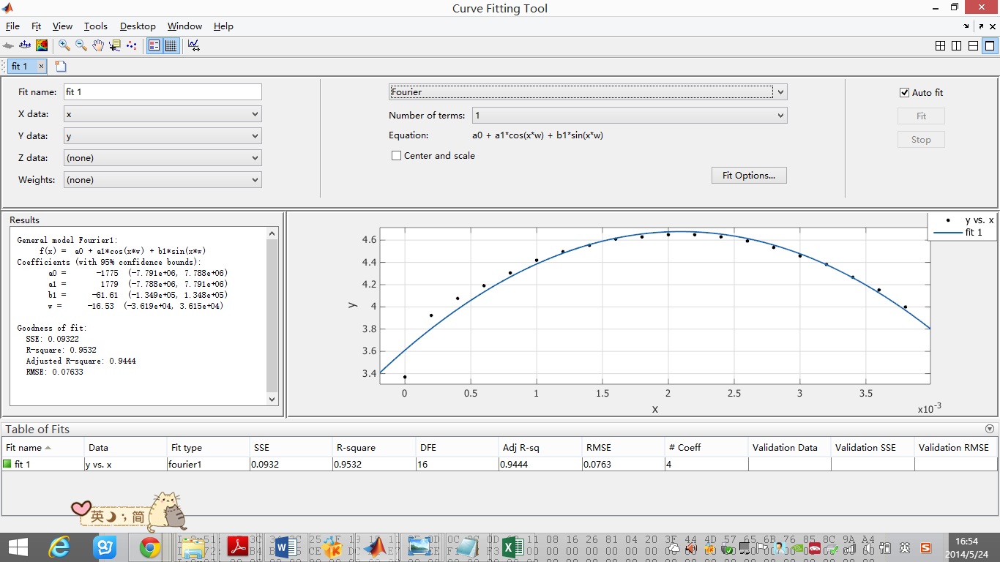 Curve Fitting Tool
File Fit View Tools Desktop Window Help
fit 1
Fit name: fit 1
X data: x
Y data: y
Z data: (none)
Weights: (none)
Fourier
Number of terms: 1
Equation: a0 + a1*cos(x*w) + b1*sin(x*w)
Center and scale
Fit Options...
Auto fit
Fit
Stop
Results
General model Fourier1:
f(x) = a0 + a1*cos(x*w) + b1*sin(x*w)
Coefficients (with 95% confidence bounds):
a0 = -1775 (-7.791e+06, 7.788e+06)
a1 = 1779 (-7.788e+06, 7.791e+06)
b1 = -61.61 (-1.349e+05, 1.348e+05)
w = -16.53 (-3.619e+04, 3.615e+04)
Goodness of fit:
SSE: 0.09322
R-square: 0.9532
Adjusted R-square: 0.9444
RMSE: 0.07633
y vs. x
fit 1
4.6
4.4
4.2
4
3.8
3.6
3.4
y
0 0.5 1 1.5 2 2.5 3 3.5
x
x10⁻³
Table of Fits
Fit name Data Fit type SSE R-square DFE Adj R-sq RMSE # Coeff Validation Data Validation SSE Validation RMSE
fit 1 y vs. x fourier1 0.0932 0.9532 16 0.9444 0.0763 4
英 ; 简
英
16:54
2014/5/24